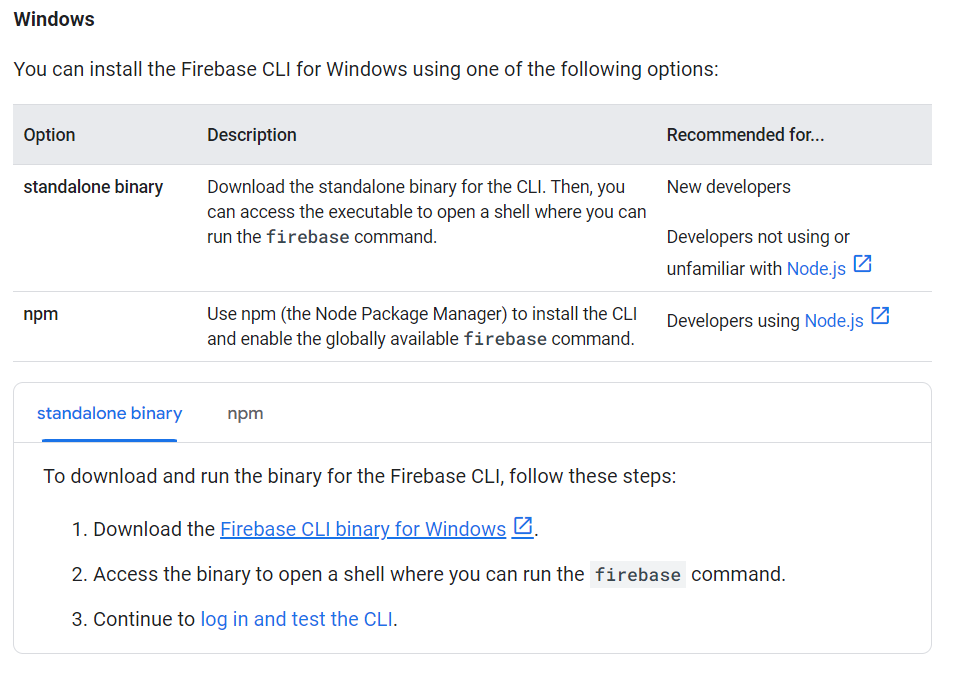 Windows
You can install the Firebase CLI for Windows using one of the following options:
Option Description Recommended for...
standalone binary Download the standalone binary for the CLI. Then, you New developers
can access the executable to open a shell where you can
run the firebase command. Developers not using or
unfamiliar with Node.js
npm Use npm (the Node Package Manager) to install the CLI Developers using Node.js
and enable the globally available firebase command.
standalone binary npm
To download and run the binary for the Firebase CLI, follow these steps:
1. Download the Firebase CLI binary for Windows.
2. Access the binary to open a shell where you can run the firebase command.
3. Continue to log in and test the CLI.